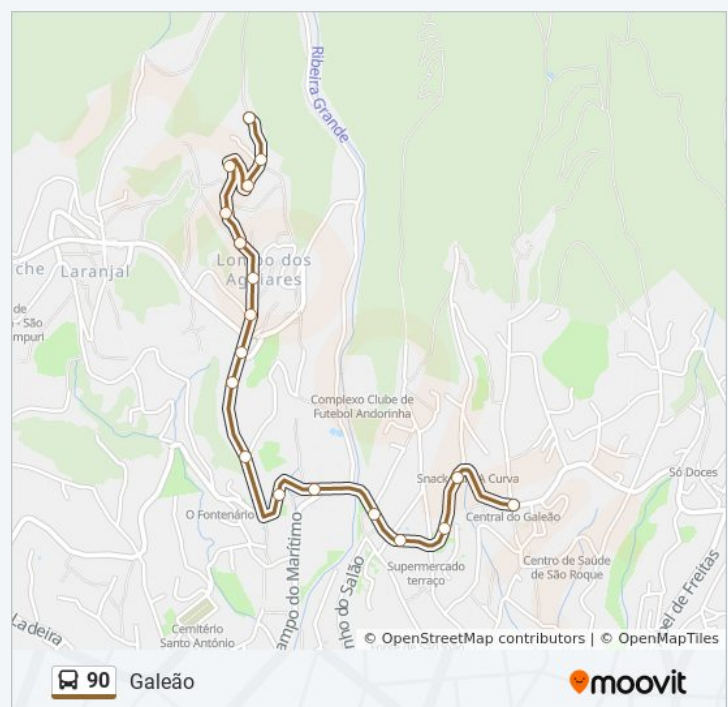 Ribeira Grande
che
Laranjal
Lombo dos
Aguiares
de
- São
mpuri
Complexo Clube de
Futebol Andorinha
Só Doces
Central do Galeão
O Fontenário
Campo do Marítimo
nho do Salão
Supermercado
terraço
Centro de Saúde
de São Roque
el de Freitas
Cemitério
Santo António
Ladeira
© OpenStreetMap contributors | © OpenMapTiles
90
Galeão
moovit